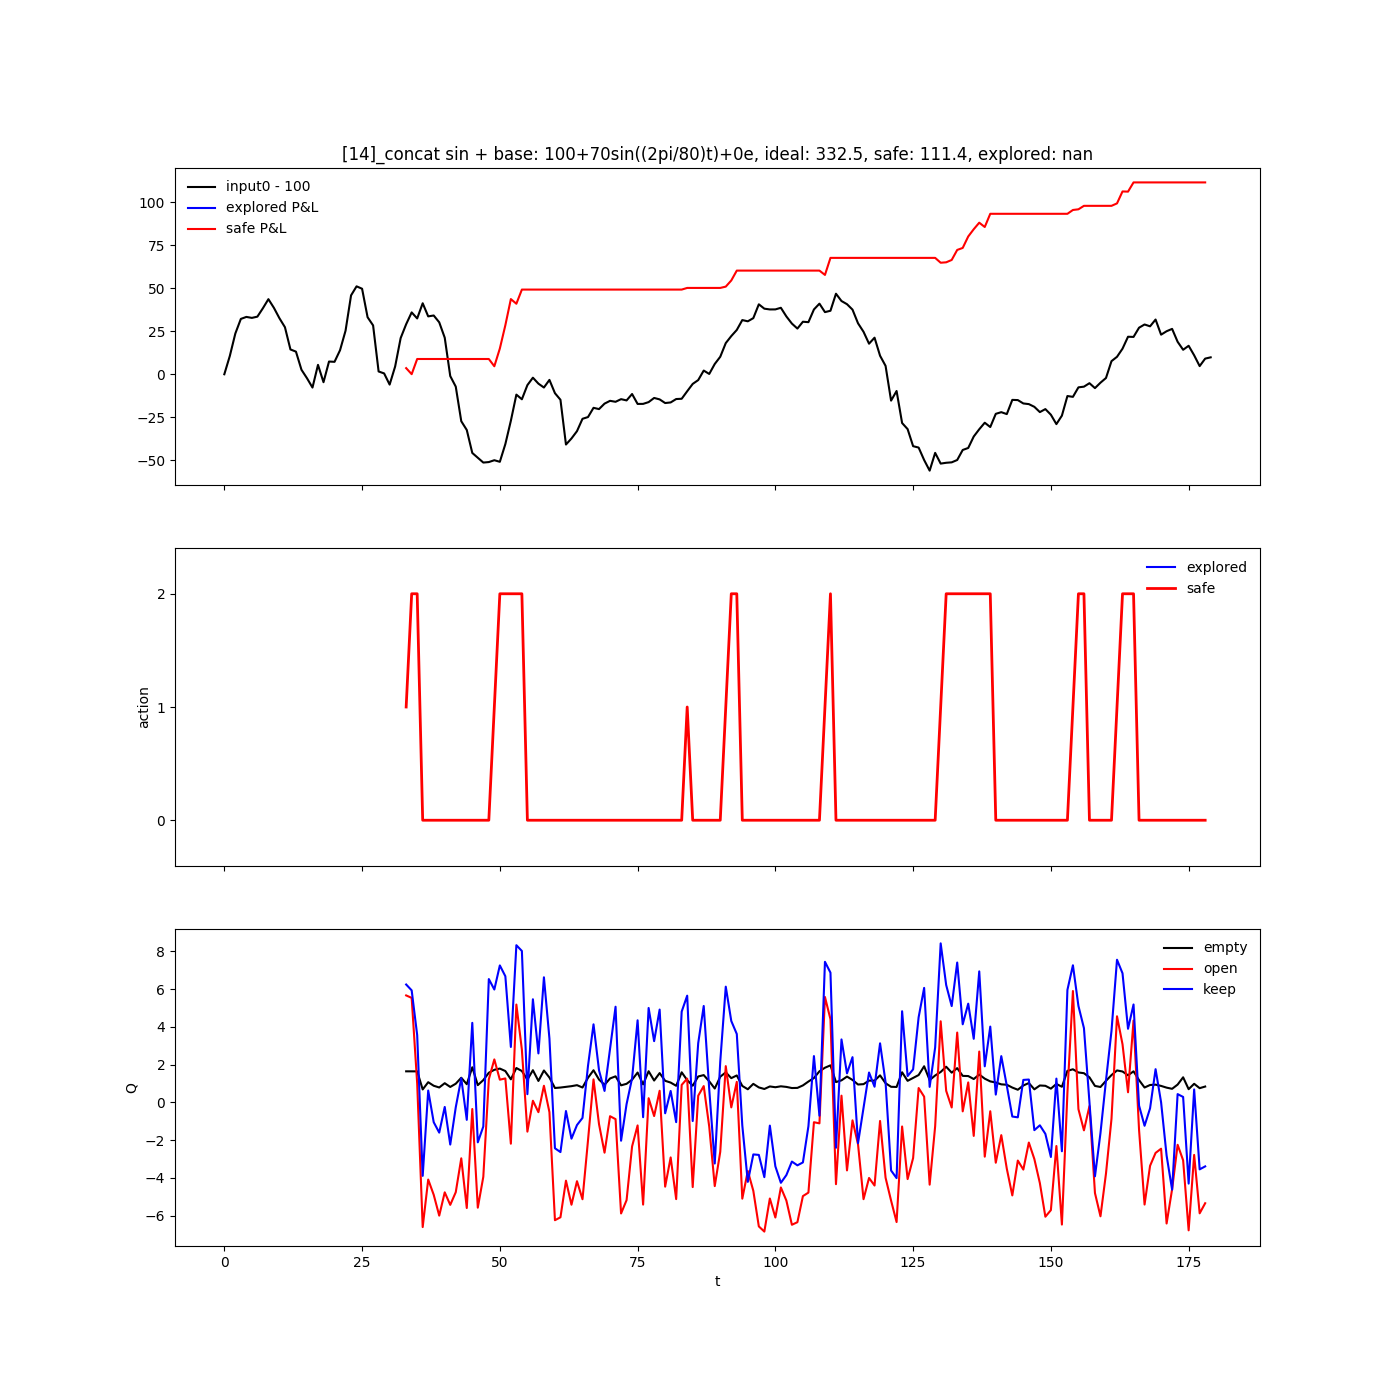 [14]_concat sin + base: 100+70sin((2pi/80)t)+0e, ideal: 332.5, safe: 111.4, explored: nan
input0 - 100
explored P&L
safe P&L
100
75
50
25
0
−25
−50
explored
safe
2
1
0
action
empty
open
keep
8
6
4
2
0
−2
−4
−6
Q
0 25 50 75 100 125 150 175
t